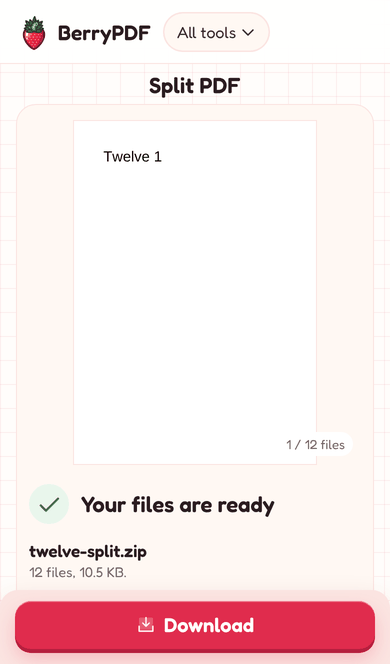 BerryPDF
All tools
Split PDF
Twelve 1
1 / 12 files
Your files are ready
twelve-split.zip
12 files, 10.5 KB.
Download